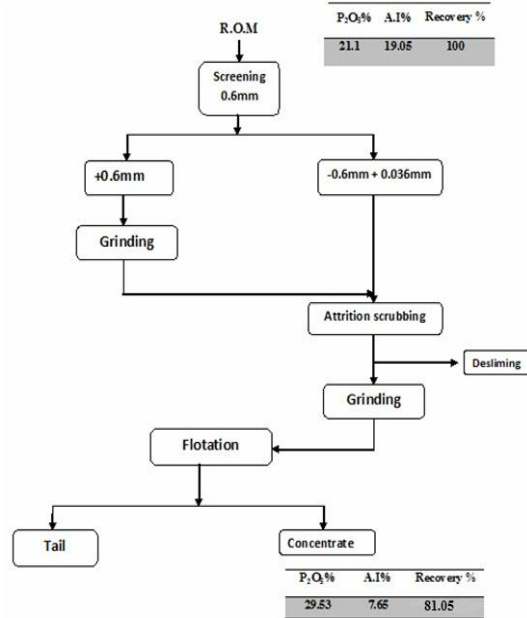 P₂O₅% A.I% Recovery %
21.1 19.05 100
R.O.M
Screening
0.6mm
+0.6mm
-0.6mm + 0.036mm
Grinding
Attrition scrubbing
Desliming
Grinding
Flotation
Tail
Concentrate
P₂O₅% A.I% Recovery %
29.53 7.65 81.05